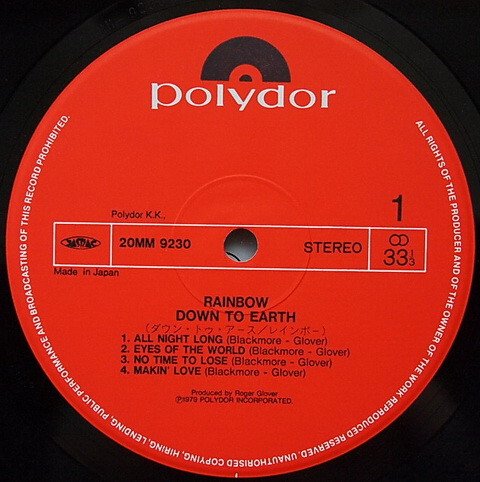 polydor
Polydor K.K.,
1
JASRAC
20MM 9230
STEREO
33 1/3
Made in Japan
RAINBOW
DOWN TO EARTH
(ダウン・トゥ・アース/レインボー)
1. ALL NIGHT LONG (Blackmore - Glover)
2. EYES OF THE WORLD (Blackmore - Glover)
3. NO TIME TO LOSE (Blackmore - Glover)
4. MAKIN' LOVE (Blackmore - Glover)
Produced by Roger Glover
Ⓟ1979 POLYDOR INCORPORATED.
ALL RIGHTS OF THE PRODUCER AND OF THE OWNER OF THE WORK REPRODUCED RESERVED. UNAUTHORISED COPYING, HIRING, LENDING, PUBLIC PERFORMANCE AND BROADCASTING OF THIS RECORD PROHIBITED.